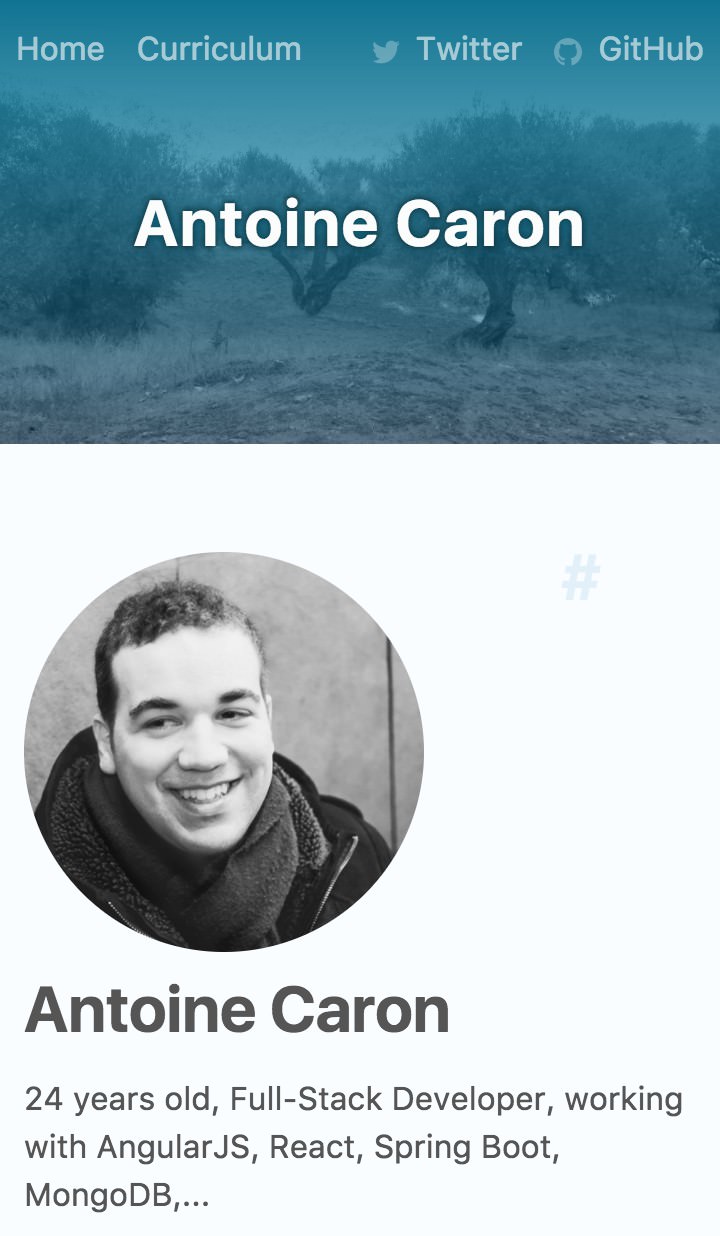 Home Curriculum Twitter GitHub
Antoine Caron
#
Antoine Caron
24 years old, Full-Stack Developer, working
with AngularJS, React, Spring Boot,
MongoDB,...